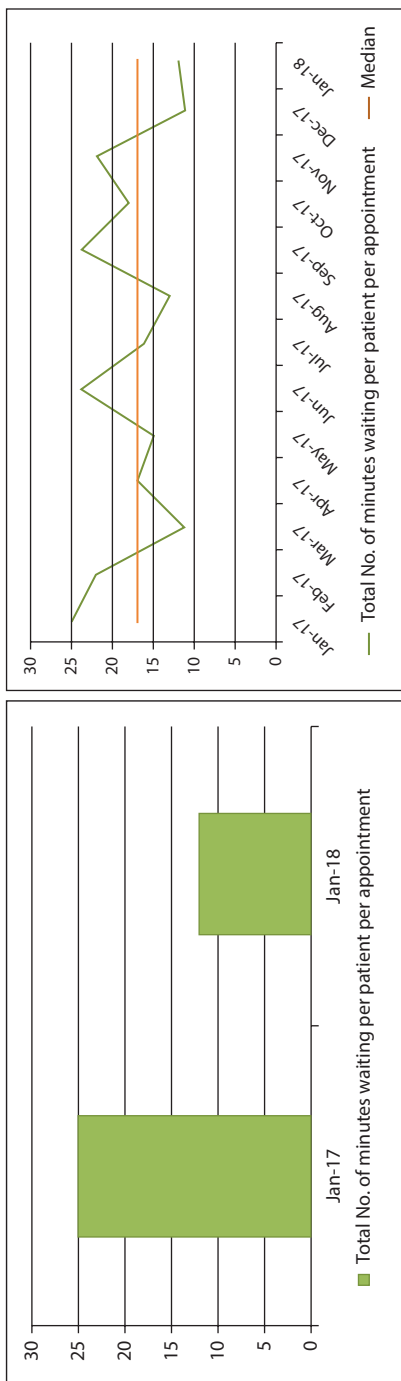 30
25
20
15
10
5
0
Jan-17
Jan-18
Total No. of minutes waiting per patient per appointment
30
25
20
15
10
5
0
Jan-17
Feb-17
Mar-17
Apr-17
May-17
Jun-17
Jul-17
Aug-17
Sep-17
Oct-17
Nov-17
Dec-17
Jan-18
Total No. of minutes waiting per patient per appointment
Median